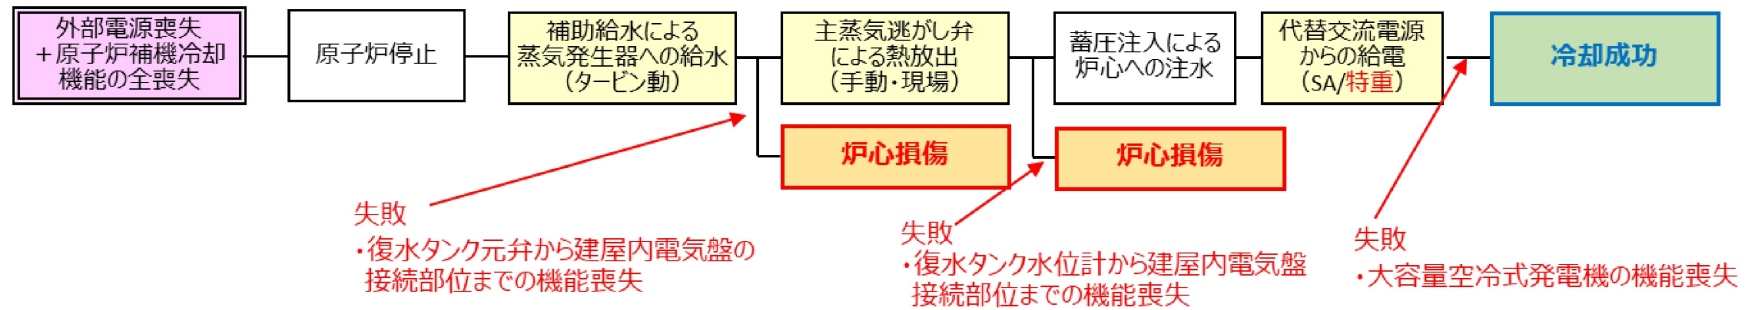 外部電源喪失
＋原子炉補機冷却
機能の全喪失
原子炉停止
補助給水による
蒸気発生器への給水
（タービン動）
主蒸気逃がし弁
による熱放出
（手動・現場）
蓄圧注入による
炉心への注水
代替交流電源
からの給電
（SA/特重）
冷却成功
炉心損傷
炉心損傷
失敗
・復水タンク元弁から建屋内電気盤の
接続部位までの機能喪失
失敗
・復水タンク水位計から建屋内電気盤
接続部位までの機能喪失
失敗
・大容量空冷式発電機の機能喪失